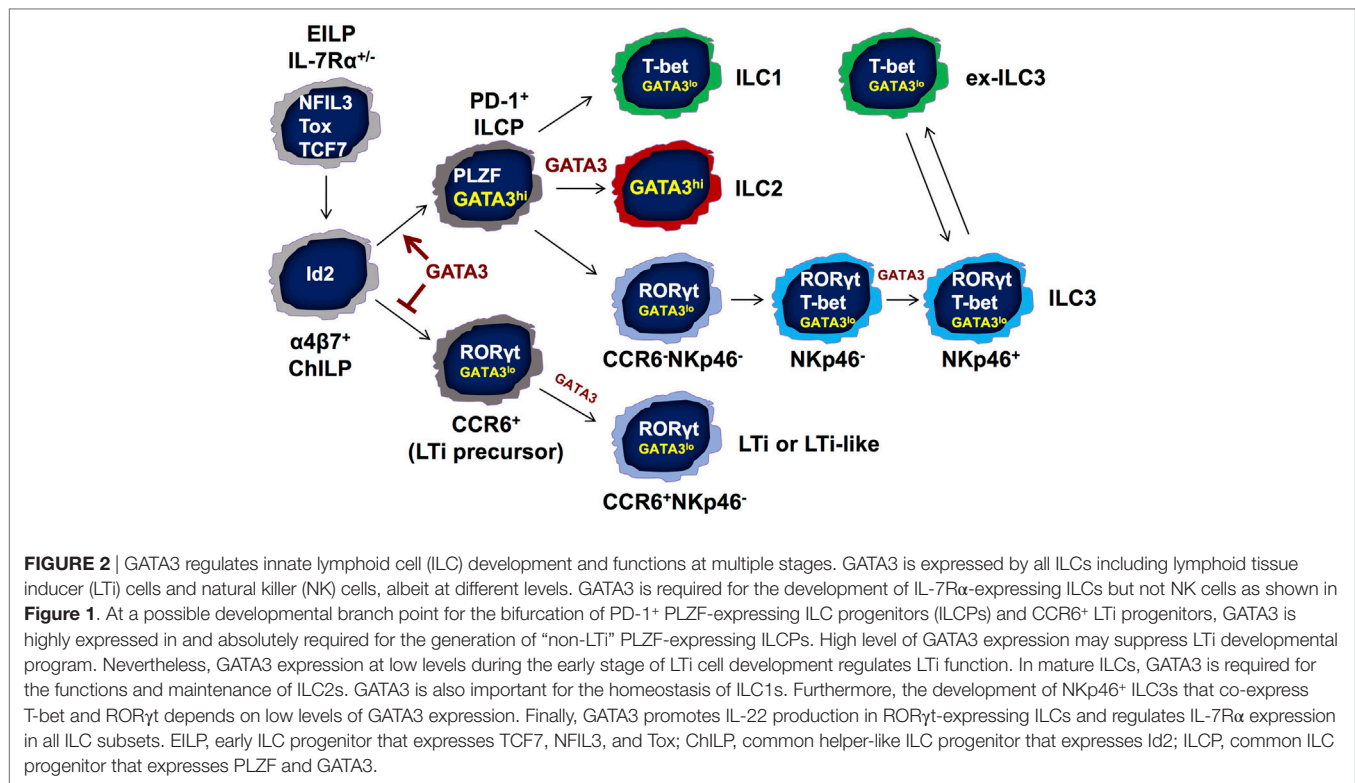 EILP
IL-7Rα⁺/⁻
NFIL3
Tox
TCF7
PD-1⁺
ILCP
T-bet
GATA3ˡᵒ
ILC1
T-bet
GATA3ˡᵒ
ex-ILC3
PLZF
GATA3ʰⁱ
GATA3
GATA3ʰⁱ
ILC2
Id2
GATA3
α4β7⁺
ChILP
RORγt
GATA3ˡᵒ
CCR6⁺
(LTi precursor)
RORγt
GATA3ˡᵒ
CCR6⁻NKp46⁻
RORγt
T-bet
GATA3ˡᵒ
NKp46⁻
GATA3
RORγt
T-bet
GATA3ˡᵒ
NKp46⁺
ILC3
GATA3
RORγt
GATA3ˡᵒ
LTi or LTi-like
CCR6⁺NKp46⁻
FIGURE 2 | GATA3 regulates innate lymphoid cell (ILC) development and functions at multiple stages. GATA3 is expressed by all ILCs including lymphoid tissue
inducer (LTi) cells and natural killer (NK) cells, albeit at different levels. GATA3 is required for the development of IL-7Rα-expressing ILCs but not NK cells as shown in
Figure 1. At a possible developmental branch point for the bifurcation of PD-1⁺ PLZF-expressing ILC progenitors (ILCPs) and CCR6⁺ LTi progenitors, GATA3 is
highly expressed in and absolutely required for the generation of “non-LTi” PLZF-expressing ILCPs. High level of GATA3 expression may suppress LTi developmental
program. Nevertheless, GATA3 expression at low levels during the early stage of LTi cell development regulates LTi function. In mature ILCs, GATA3 is required for
the functions and maintenance of ILC2s. GATA3 is also important for the homeostasis of ILC1s. Furthermore, the development of NKp46⁺ ILC3s that co-express
T-bet and RORγt depends on low levels of GATA3 expression. Finally, GATA3 promotes IL-22 production in RORγt-expressing ILCs and regulates IL-7Rα expression
in all ILC subsets. EILP, early ILC progenitor that expresses TCF7, NFIL3, and Tox; ChILP, common helper-like ILC progenitor that expresses Id2; ILCP, common ILC
progenitor that expresses PLZF and GATA3.